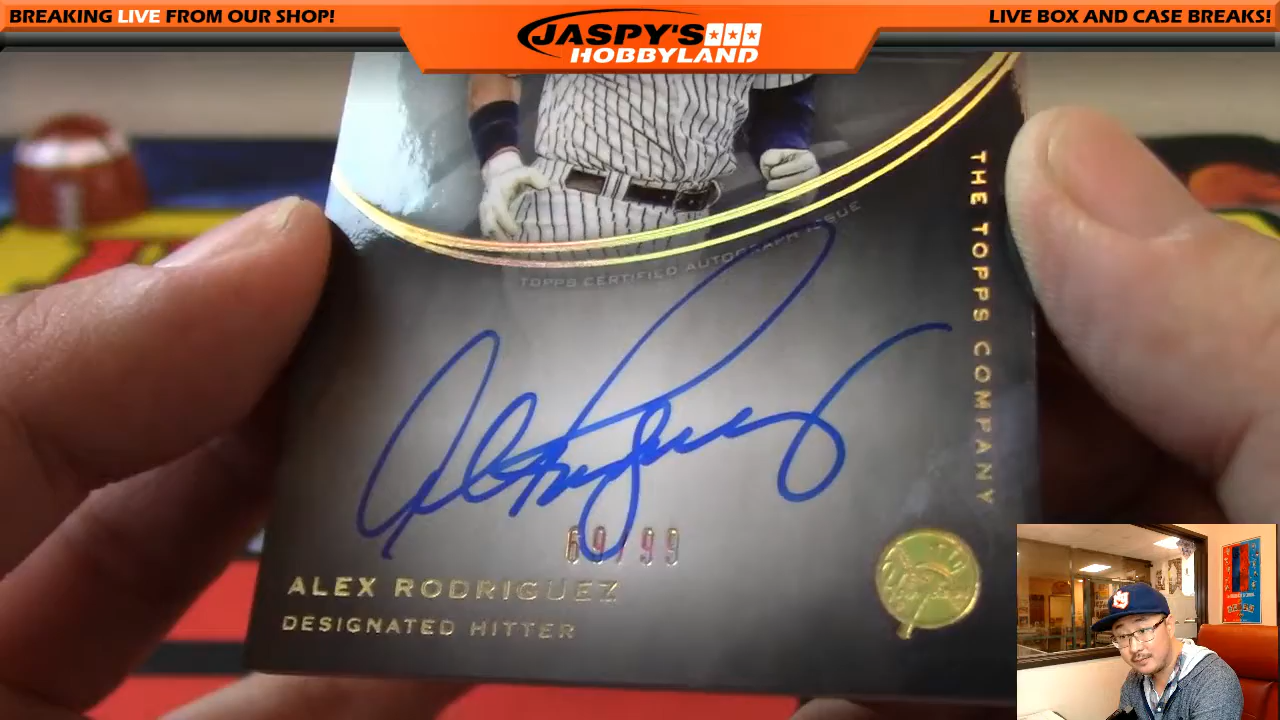 BREAKING LIVE FROM OUR SHOP!
JASPY'S
HOBBYLAND
LIVE BOX AND CASE BREAKS!
THE TOPPS COMPANY
TOPPS CERTIFIED AUTOGRAPH ISSUE
69/99
ALEX RODRIGUEZ
DESIGNATED HITTER